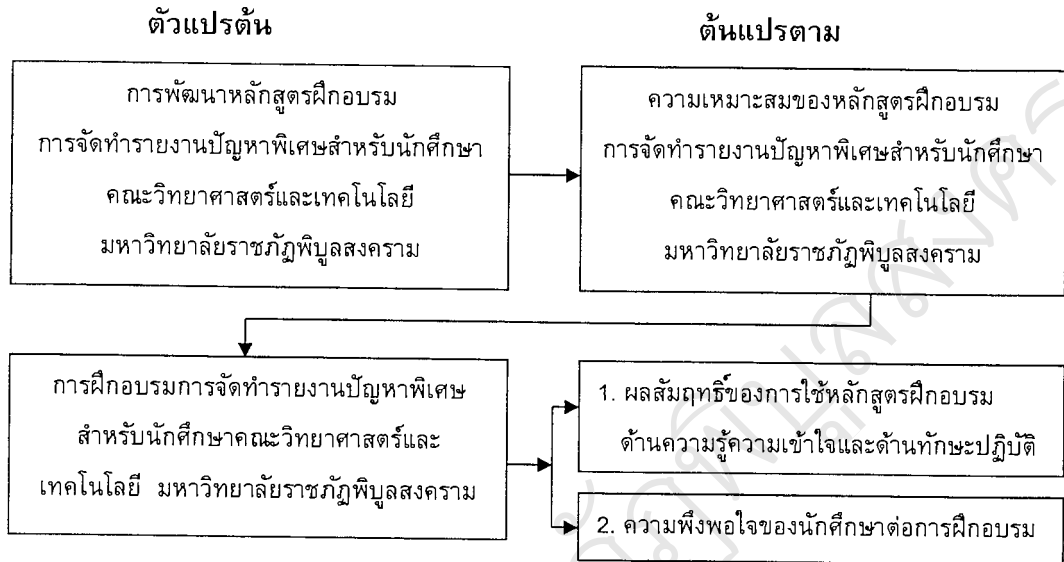 ตัวแปรต้น
ต้นแปรตาม
การพัฒนาหลักสูตรฝึกอบรม
การจัดทำรายงานปัญหาพิเศษสำหรับนักศึกษา
คณะวิทยาศาสตร์และเทคโนโลยี
มหาวิทยาลัยราชภัฏพิบูลสงคราม
ความเหมาะสมของหลักสูตรฝึกอบรม
การจัดทำรายงานปัญหาพิเศษสำหรับนักศึกษา
คณะวิทยาศาสตร์และเทคโนโลยี
มหาวิทยาลัยราชภัฏพิบูลสงคราม
การฝึกอบรมการจัดทำรายงานปัญหาพิเศษ
สำหรับนักศึกษาคณะวิทยาศาสตร์และ
เทคโนโลยี มหาวิทยาลัยราชภัฏพิบูลสงคราม
1. ผลสัมฤทธิ์ของการใช้หลักสูตรฝึกอบรม
ด้านความรู้ความเข้าใจและด้านทักษะปฏิบัติ
2. ความพึงพอใจของนักศึกษาต่อการฝึกอบรม